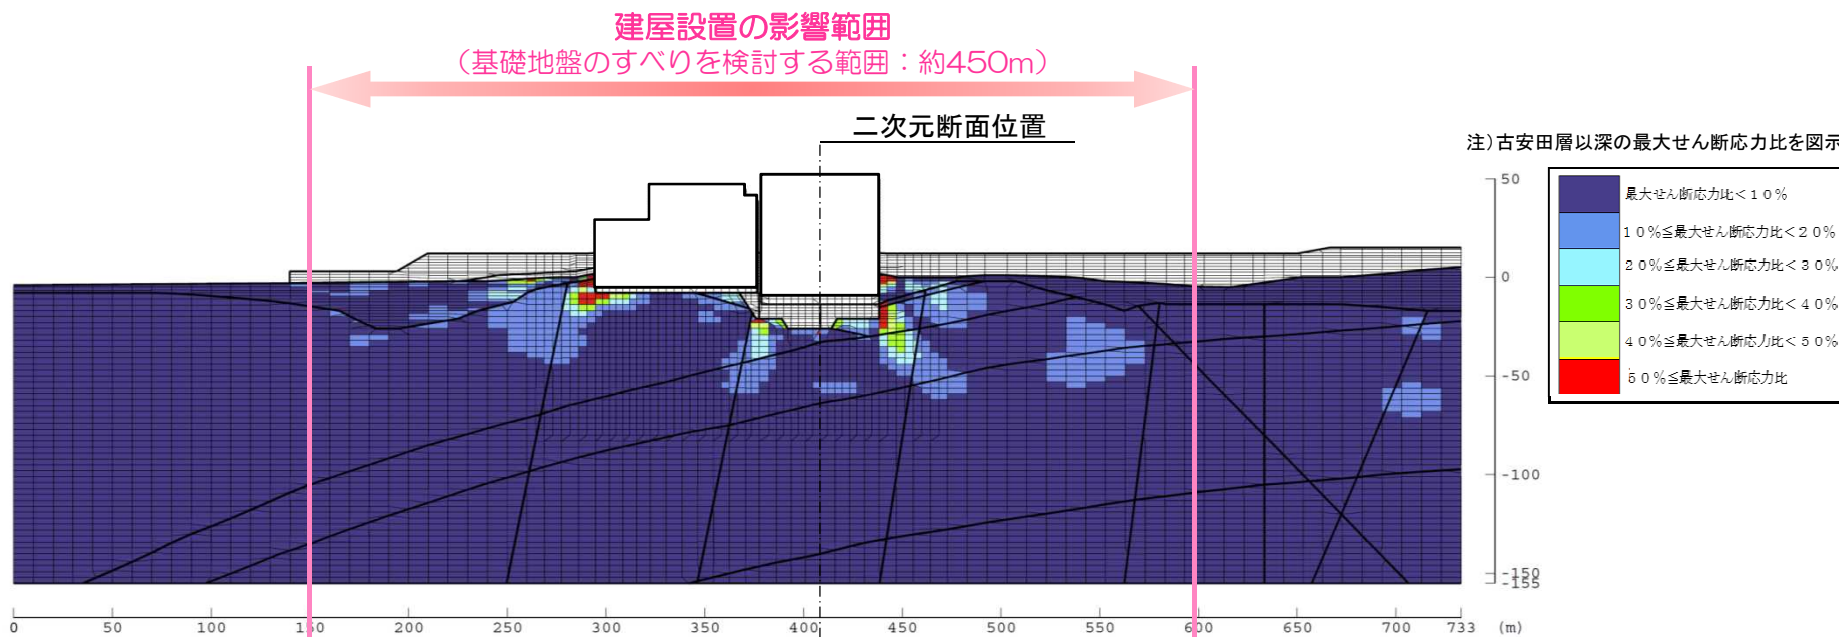 建屋設置の影響範囲
（基礎地盤のすべりを検討する範囲：約450m）
二次元断面位置
注）古安田層以深の最大せん断応力比を図示
最大せん断応力比＜１０％
１０％≦最大せん断応力比＜２０％
２０％≦最大せん断応力比＜３０％
３０％≦最大せん断応力比＜４０％
４０％≦最大せん断応力比＜５０％
５０％≦最大せん断応力比
50
0
-50
-100
-150
-155
0 50 100 150 200 250 300 350 400 450 500 550 600 650 700 733 (m)